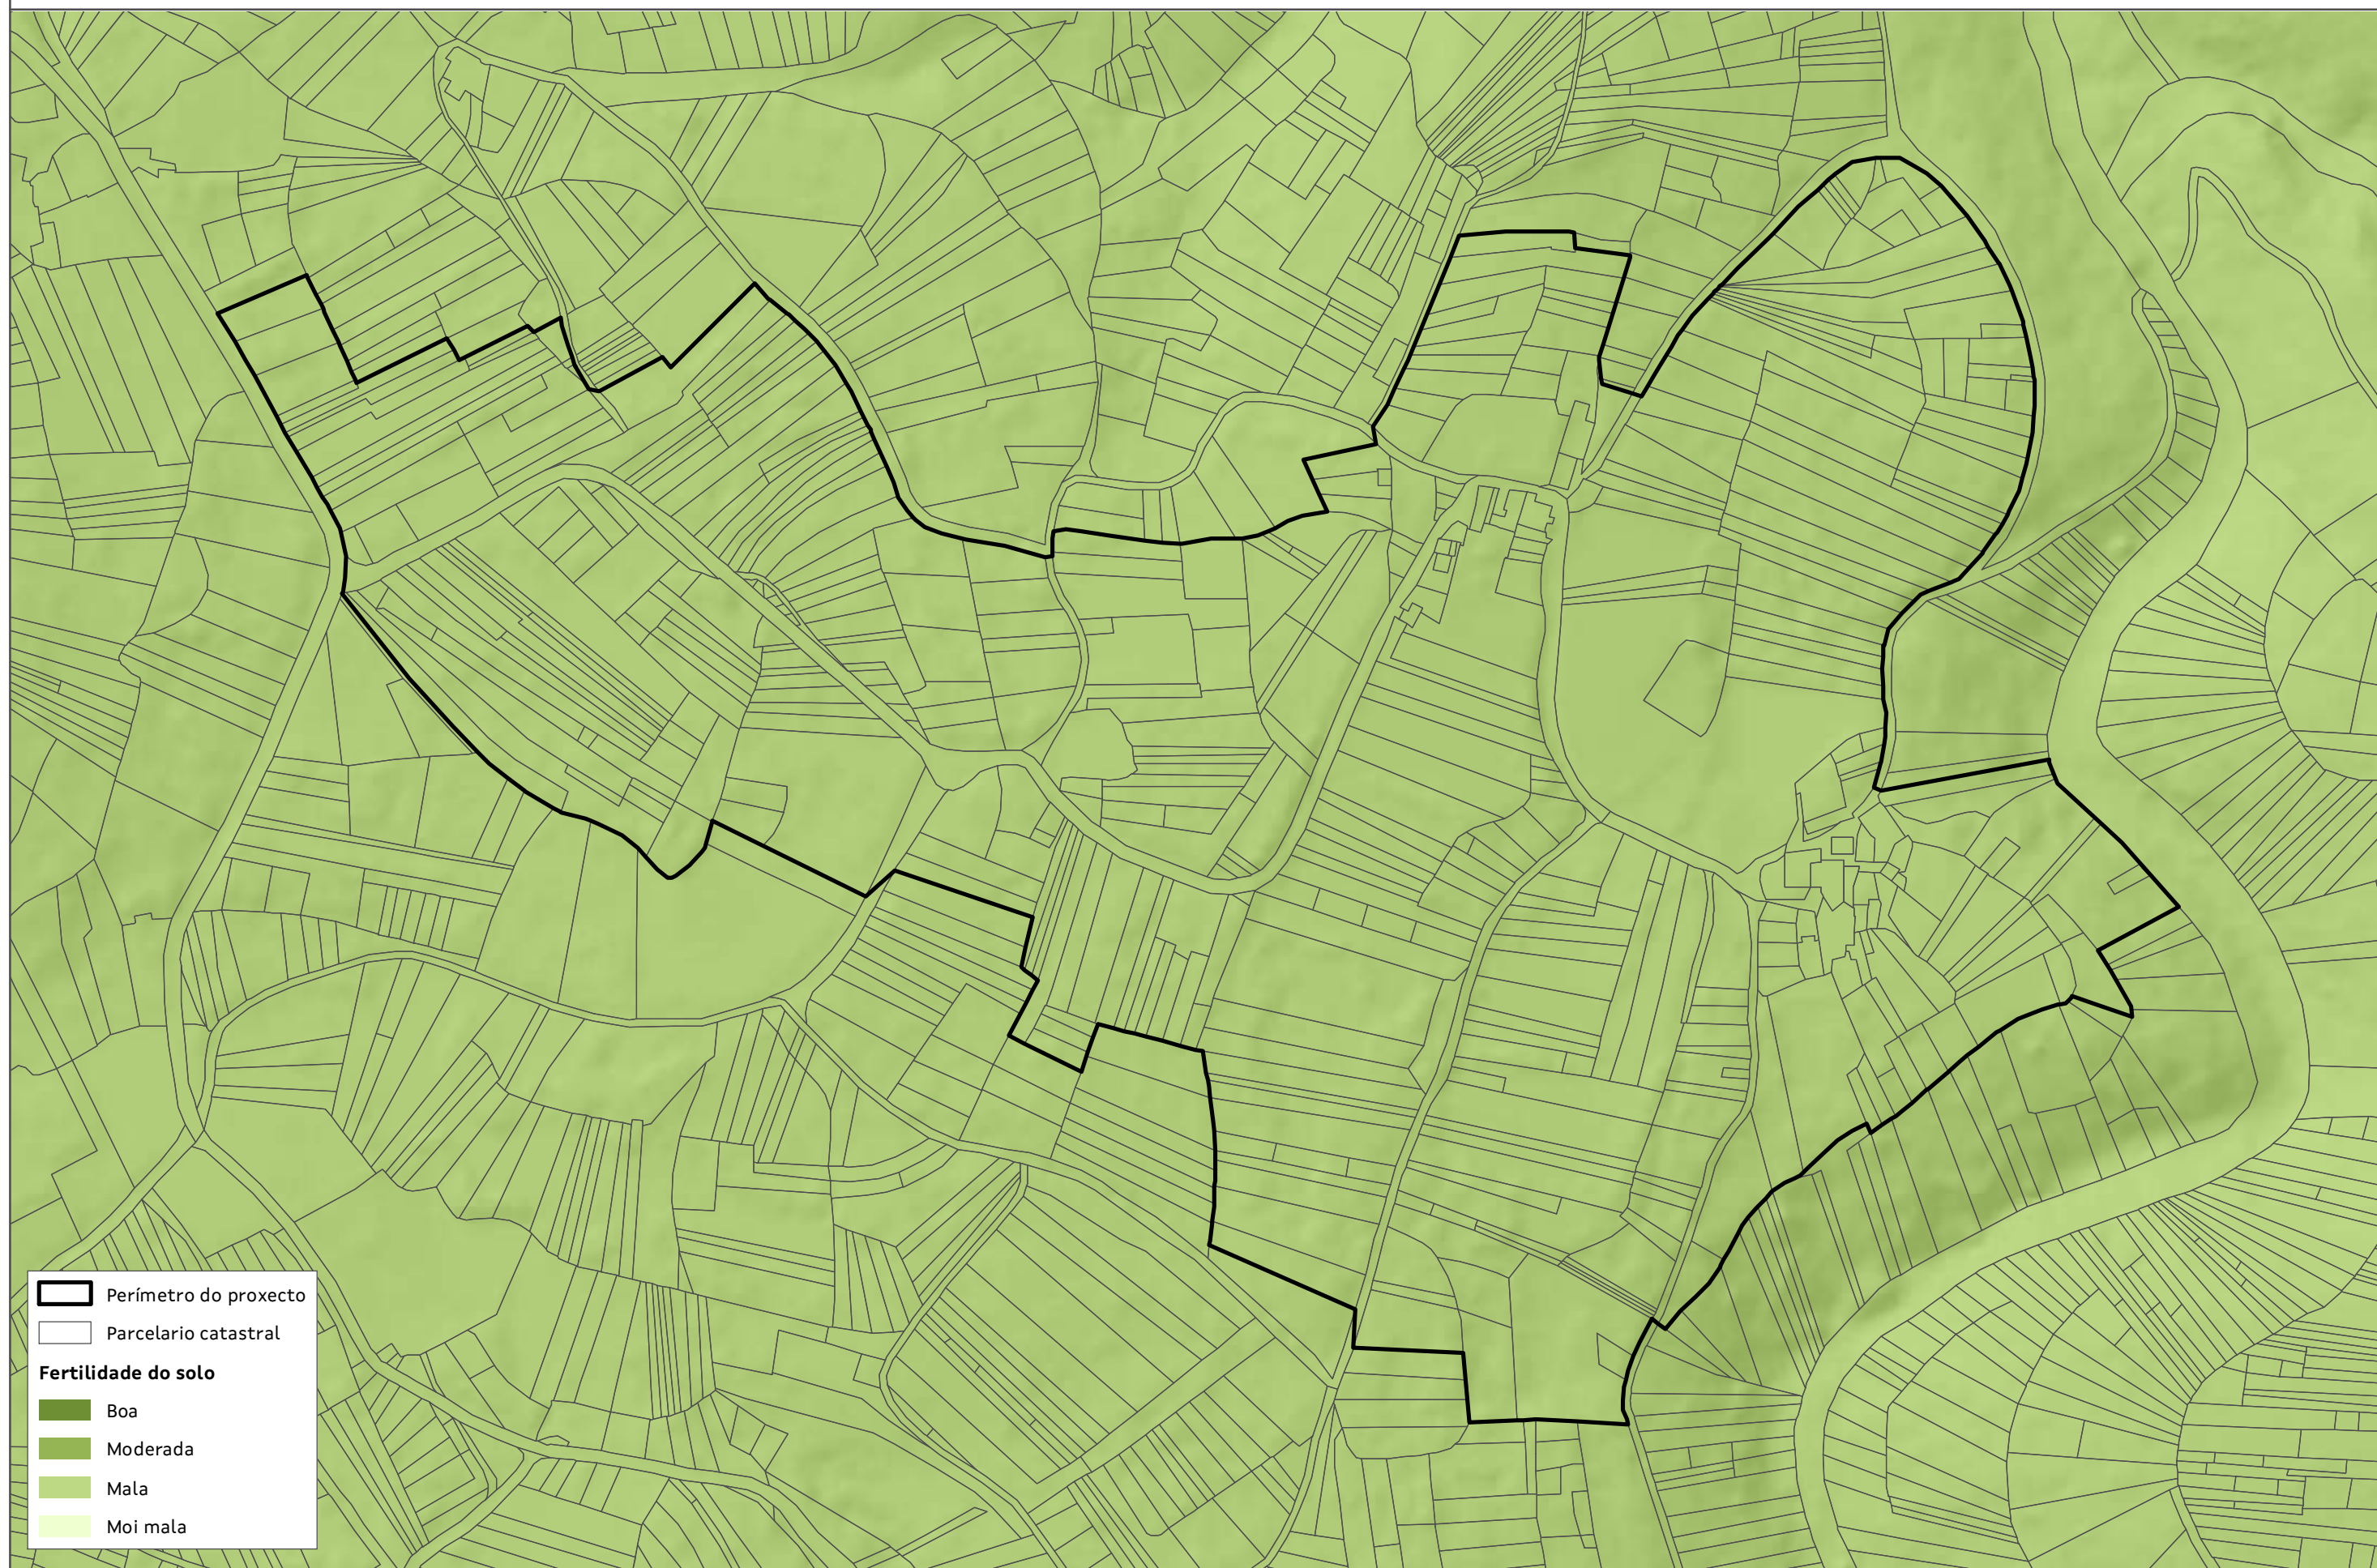 Perímetro do proxecto
Parcelario catastral
Fertilidade do solo
Boa
Moderada
Mala
Moi mala